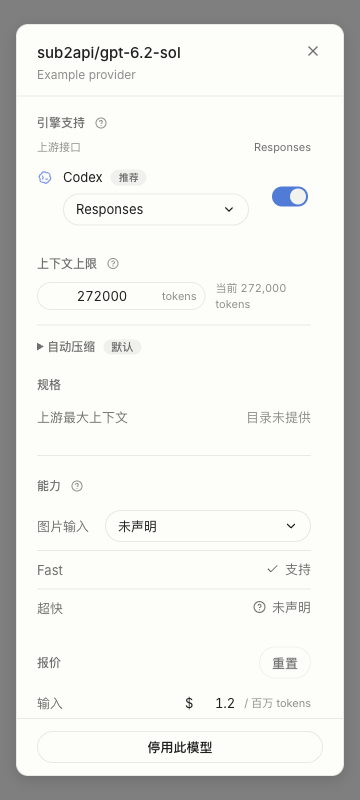 sub2api/gpt-6.2-sol
Example provider
引擎支持
上游接口 Responses
Codex 推荐
Responses
上下文上限
272000 tokens 当前 272,000
tokens
自动压缩 默认
规格
上游最大上下文 目录未提供
能力
图片输入 未声明
Fast 支持
超快 未声明
报价 重置
输入 $ 1.2 / 百万 tokens
停用此模型